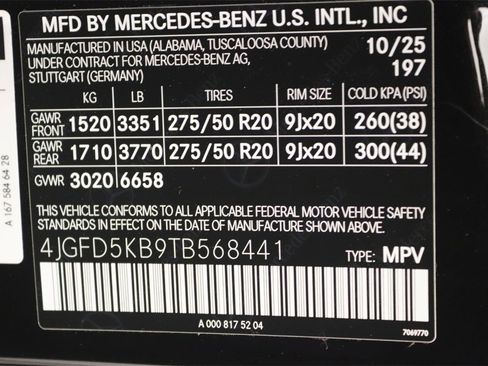 MFD BY MERCEDES-BENZ U.S. INTL., INC
MANUFACTURED IN USA (ALABAMA, TUSCALOOSA COUNTY) 10/25
UNDER CONTRACT FOR MERCEDES-BENZ AG,
STUTTGART (GERMANY) 197
KG LB TIRES RIM SIZE COLD KPA (PSI)
GAWR FRONT 1520 3351 275/50 R20 9Jx20 260(38)
GAWR REAR 1710 3770 275/50 R20 9Jx20 300(44)
GVWR 3020 6658
THIS VEHICLE CONFORMS TO ALL APPLICABLE FEDERAL MOTOR VEHICLE SAFETY
STANDARDS IN EFFECT ON THE DATE OF MANUFACTURE SHOWN ABOVE.
4JGFD5KB9TB568441 TYPE: MPV
A 000 817 52 04
7069770
A 167 584 64 28